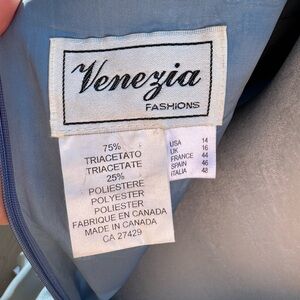 Venezia
FASHIONS
75%
TRIACETATO
TRIACETATE
25%
POLIESTERE
POLYESTER
POLIESTER
FABRIQUE EN CANADA
MADE IN CANADA
CA 27429
USA 14
UK 16
FRANCE 44
SPAIN 46
ITALIA 48